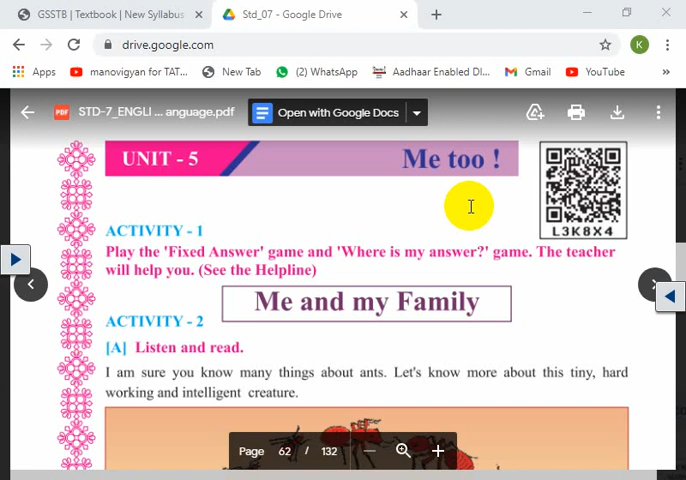 GSSTB | Textbook | New Syllabus
Std_07 - Google Drive
drive.google.com
K
Apps
manovigyan for TAT...
New Tab
(2) WhatsApp
Aadhaar Enabled DI...
Gmail
YouTube
»
PDF
STD-7_ENGLI ... anguage.pdf
Open with Google Docs
UNIT - 5
Me too !
L3K8X4
ACTIVITY - 1
Play the 'Fixed Answer' game and 'Where is my answer?' game. The teacher
will help you. (See the Helpline)
Me and my Family
ACTIVITY - 2
[A] Listen and read.
I am sure you know many things about ants. Let's know more about this tiny, hard
working and intelligent creature.
Page 62 / 132